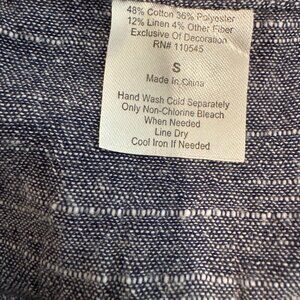 48% Cotton 36% Polyester
12% Linen 4% Other Fiber
Exclusive Of Decoration
RN# 110545
S
Made In China
Hand Wash Cold Separately
Only Non-Chlorine Bleach
When Needed
Line Dry
Cool Iron If Needed